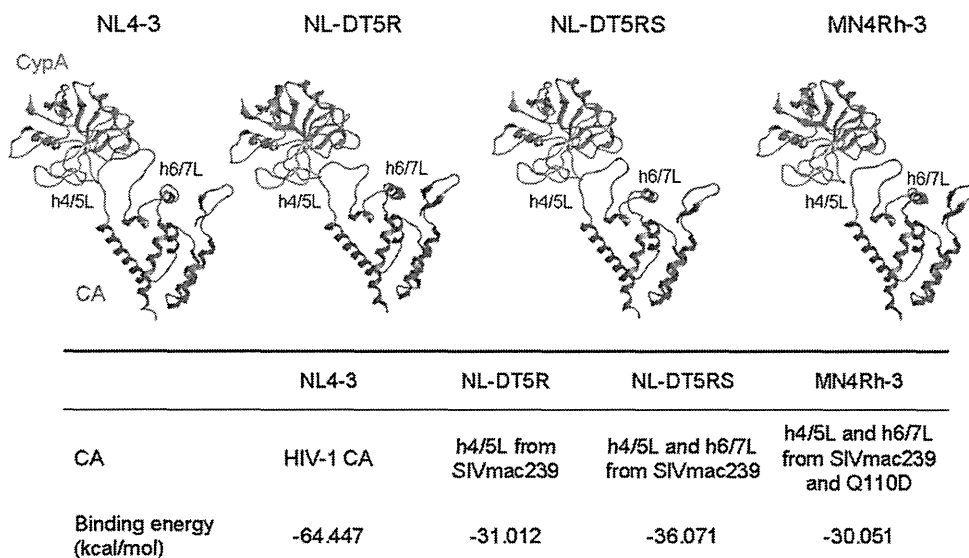 NL4-3 NL-DT5R NL-DT5RS MN4Rh-3
CypA
h6/7L h6/7L h6/7L h6/7L
h4/5L h4/5L h4/5L h4/5L
CA
NL4-3 NL-DT5R NL-DT5RS MN4Rh-3
CA HIV-1 CA h4/5L from SIVmac239 h4/5L and h6/7L from SIVmac239 h4/5L and h6/7L from SIVmac239 and Q110D
Binding energy (kcal/mol) -64.447 -31.012 -36.071 -30.051